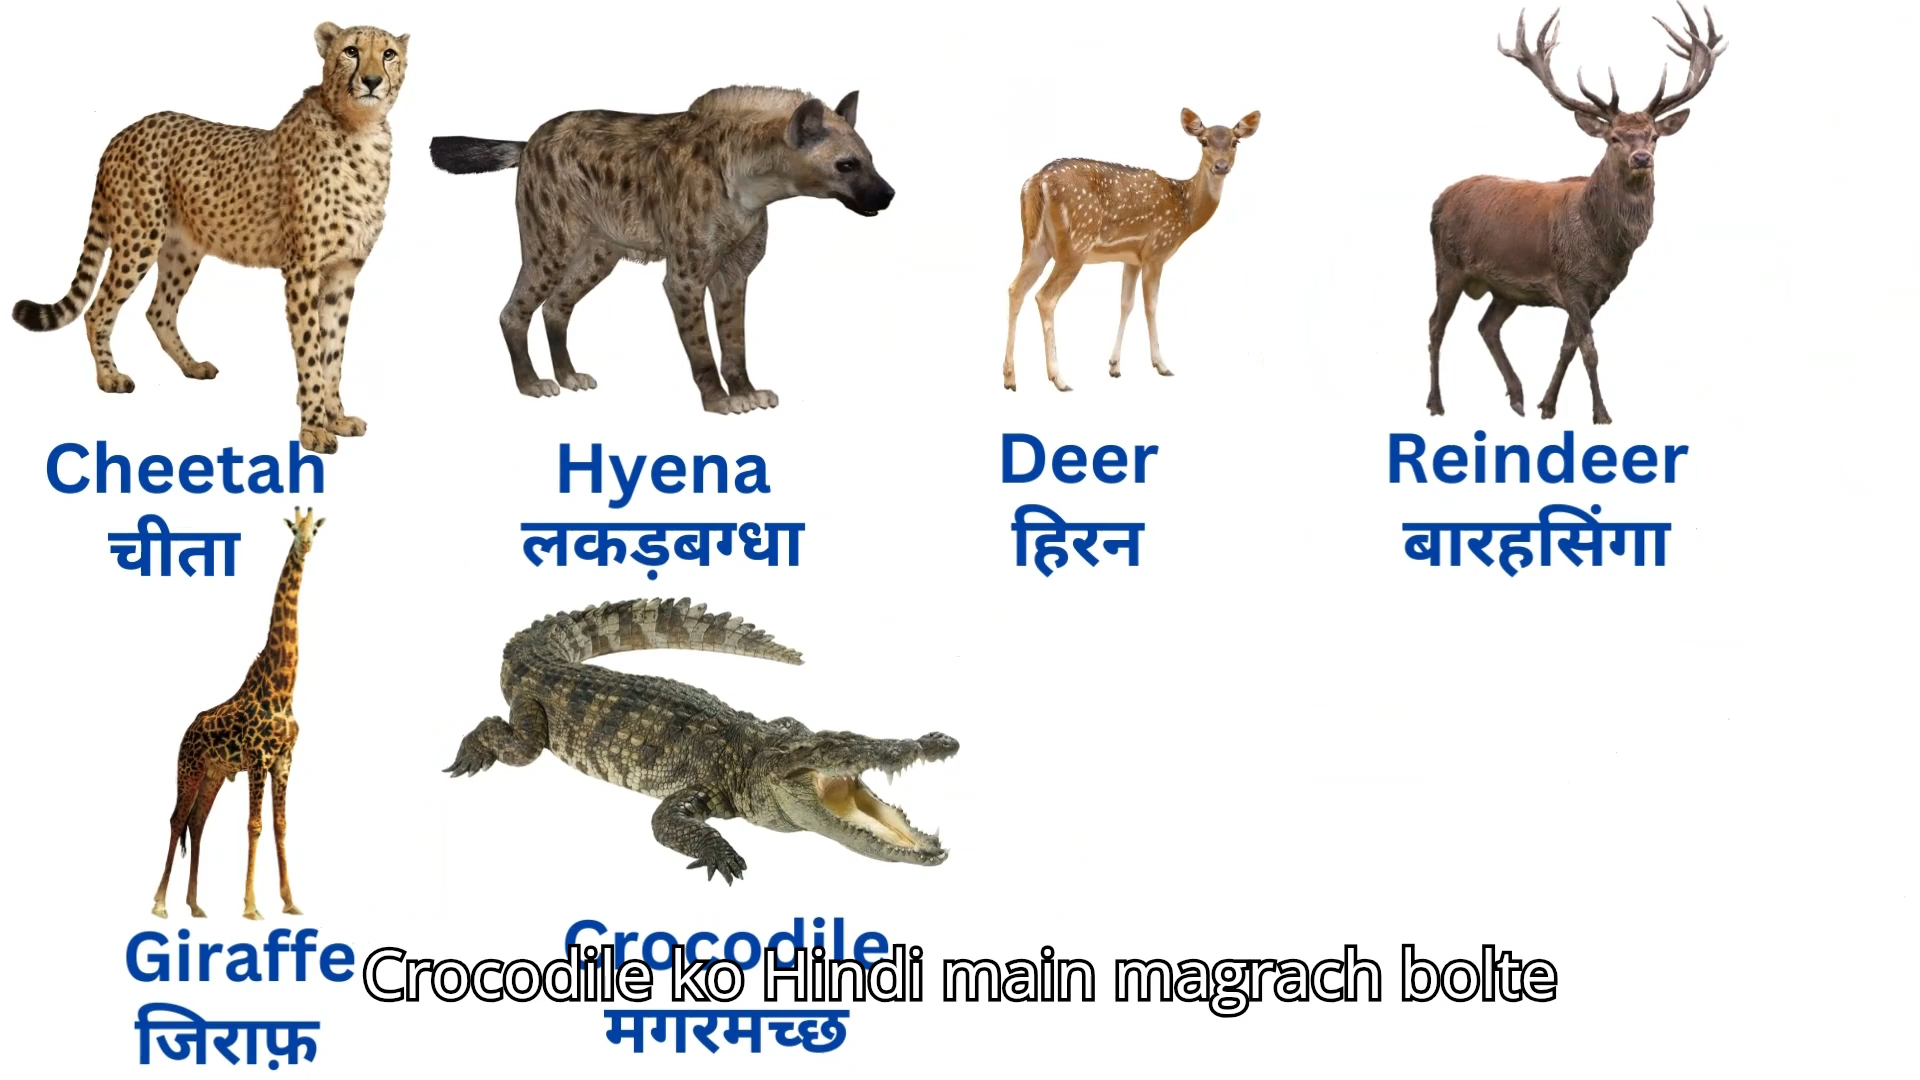 Cheetah
चीता
Hyena
लकड़बग्धा
Deer
हिरन
Reindeer
बारहसिंगा
Giraffe
जिराफ़
Crocodile
मगरमच्छ
Crocodile ko Hindi main magrach bolte